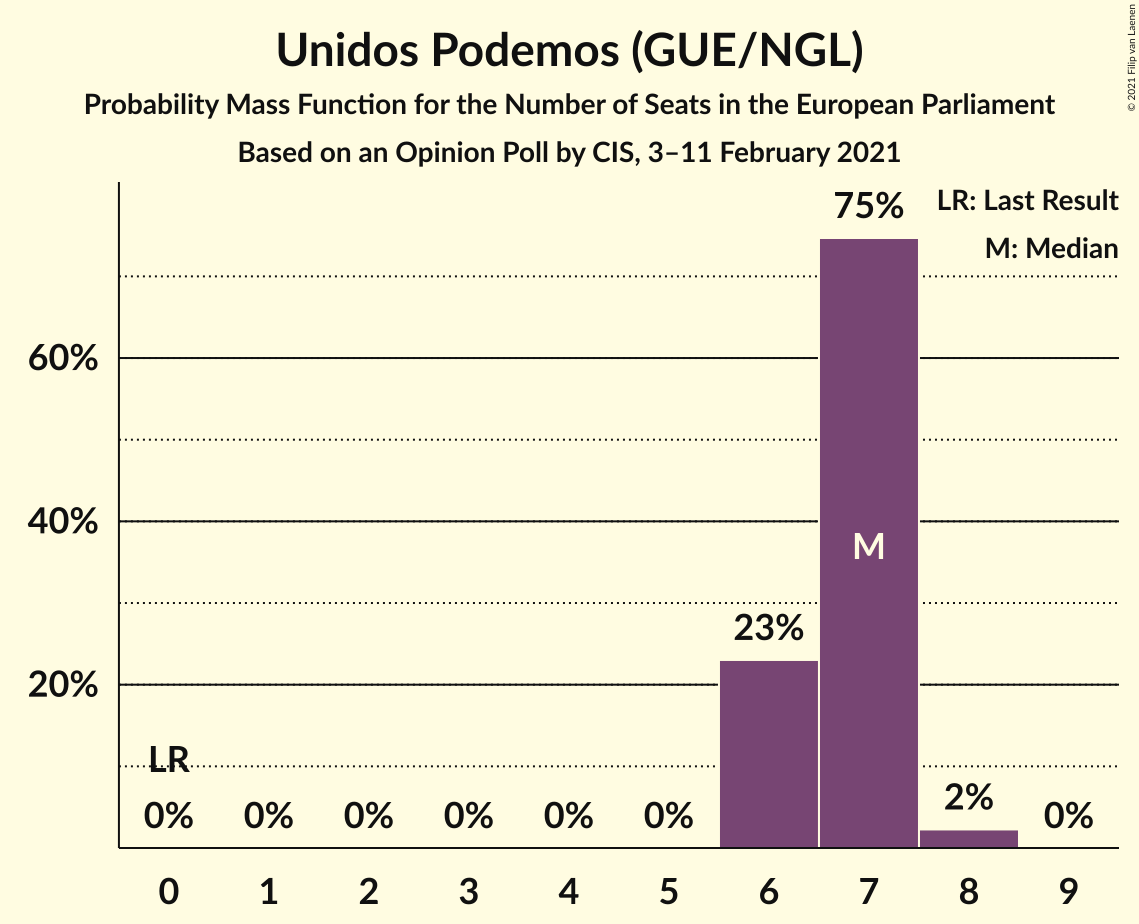 Unidos Podemos (GUE/NGL)
Probability Mass Function for the Number of Seats in the European Parliament
Based on an Opinion Poll by CIS, 3–11 February 2021
© 2021 Filip van Laenen
LR: Last Result
M: Median
75%
60%
40%
M
23%
20%
LR
2%
0% 0% 0% 0% 0% 0% 0%
0 1 2 3 4 5 6 7 8 9